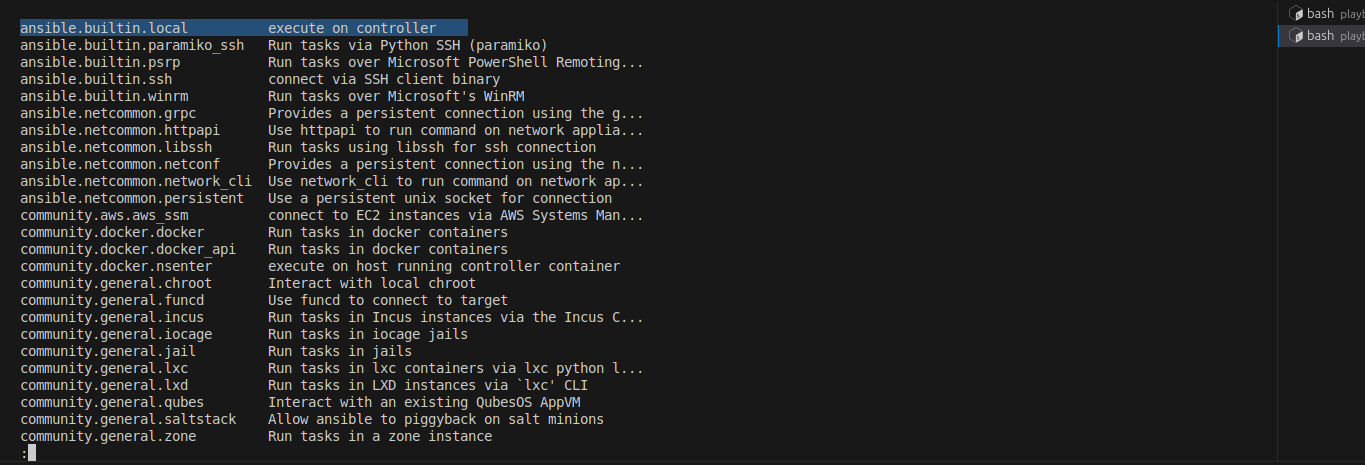 ansible.builtin.local          execute on controller
ansible.builtin.paramiko_ssh   Run tasks via Python SSH (paramiko)
ansible.builtin.psrp           Run tasks over Microsoft PowerShell Remoting...
ansible.builtin.ssh            connect via SSH client binary
ansible.builtin.winrm          Run tasks over Microsoft's WinRM
ansible.netcommon.grpc         Provides a persistent connection using the g...
ansible.netcommon.httpapi      Use httpapi to run command on network applia...
ansible.netcommon.libssh       Run tasks using libssh for ssh connection
ansible.netcommon.netconf      Provides a persistent connection using the n...
ansible.netcommon.network_cli  Use network_cli to run command on network ap...
ansible.netcommon.persistent   Use a persistent unix socket for connection
community.aws.aws_ssm          connect to EC2 instances via AWS Systems Man...
community.docker.docker        Run tasks in docker containers
community.docker.docker_api    Run tasks in docker containers
community.docker.nsenter       execute on host running controller container
community.general.chroot       Interact with local chroot
community.general.funcd        Use funcd to connect to target
community.general.incus        Run tasks in Incus instances via the Incus C...
community.general.iocage       Run tasks in iocage jails
community.general.jail         Run tasks in jails
community.general.lxc          Run tasks in lxc containers via lxc python l...
community.general.lxd          Run tasks in LXD instances via `lxc' CLI
community.general.qubes        Interact with an existing QubesOS AppVM
community.general.saltstack    Allow ansible to piggyback on salt minions
community.general.zone         Run tasks in a zone instance
:
bash playb
bash playb